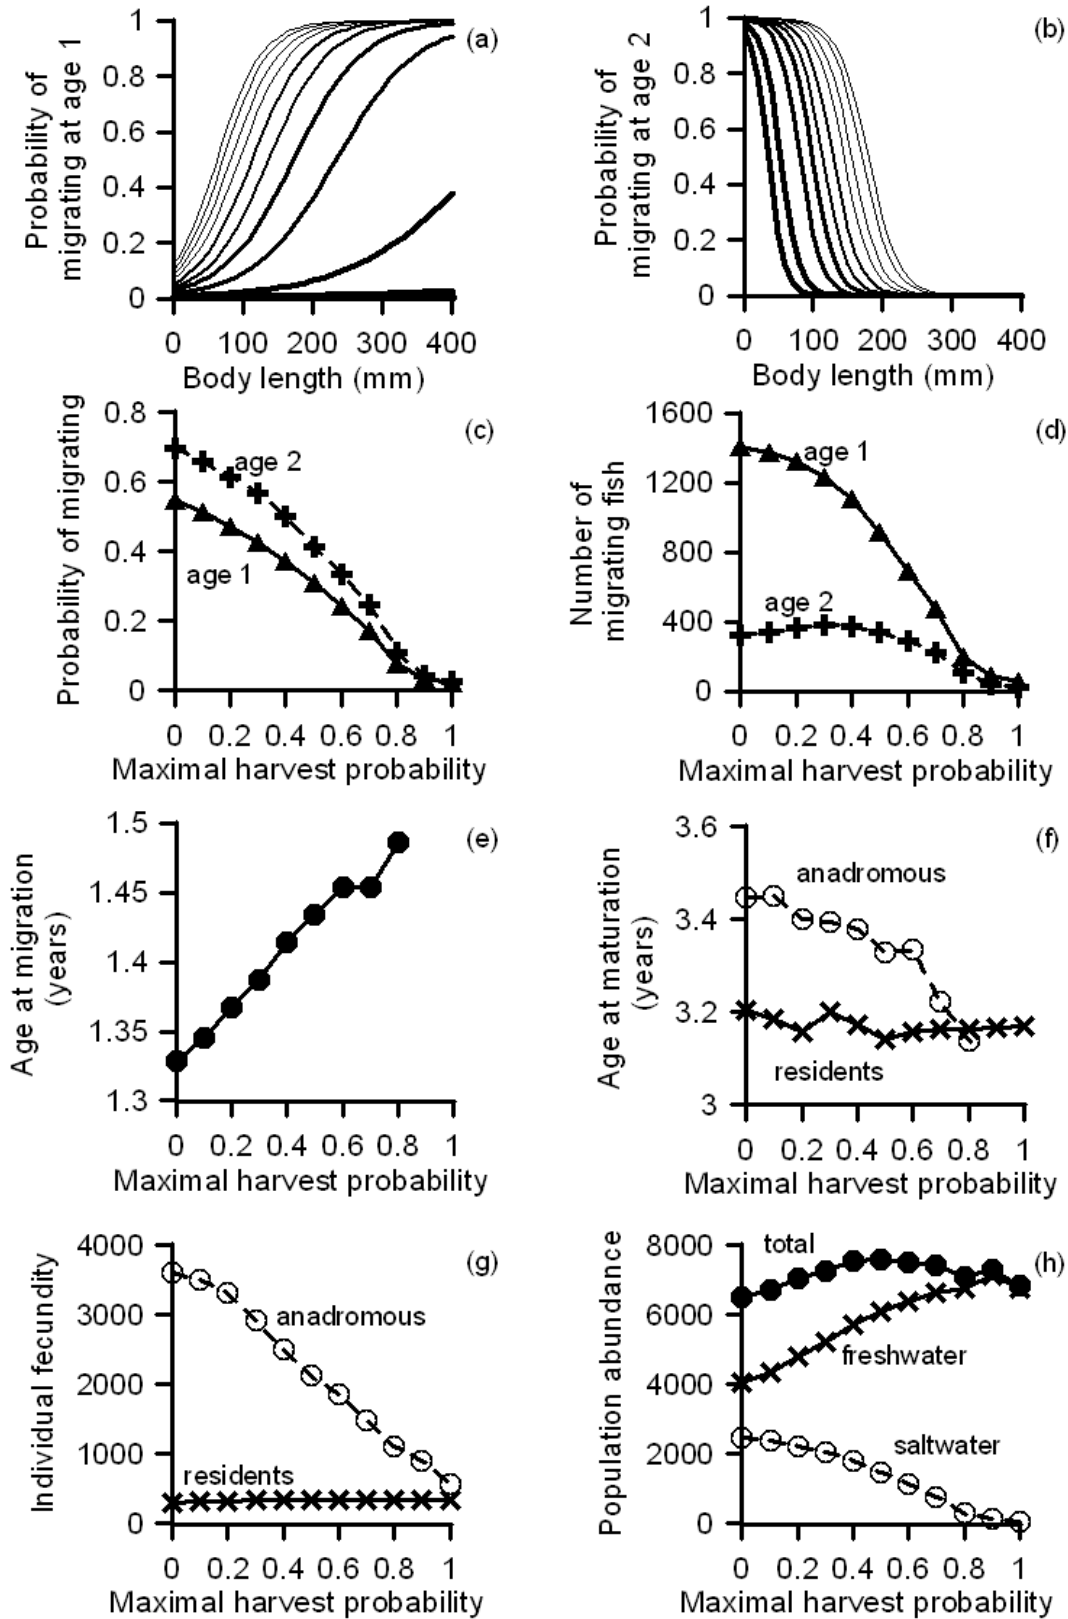 Probability of
migrating at age 1
1
0.8
0.6
0.4
0.2
0
(a)
0 100 200 300 400
Body length (mm)
Probability of
migrating at age 2
1
0.8
0.6
0.4
0.2
0
(b)
0 100 200 300 400
Body length (mm)
Probability of migrating
0.8
0.6
0.4
0.2
0
(c)
age 2
age 1
0 0.2 0.4 0.6 0.8 1
Maximal harvest probability
Number of
migrating fish
1600
1200
800
400
0
(d)
age 1
age 2
0 0.2 0.4 0.6 0.8 1
Maximal harvest probability
Age at migration
(years)
1.5
1.45
1.4
1.35
1.3
(e)
0 0.2 0.4 0.6 0.8 1
Maximal harvest probability
Age at maturation
(years)
3.6
3.4
3.2
3
(f)
anadromous
residents
0 0.2 0.4 0.6 0.8 1
Maximal harvest probability
Individual fecundity
4000
3000
2000
1000
0
(g)
anadromous
residents
0 0.2 0.4 0.6 0.8 1
Maximal harvest probability
Population abundance
8000
6000
4000
2000
0
(h)
total
freshwater
saltwater
0 0.2 0.4 0.6 0.8 1
Maximal harvest probability